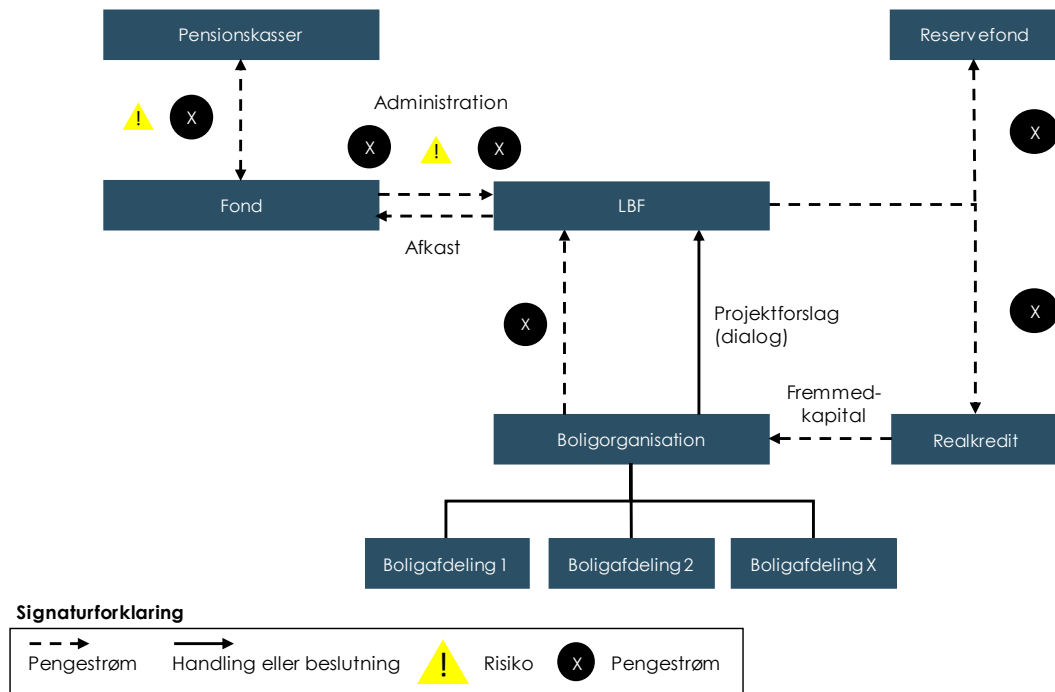 Pensionskasser
Reservefond
!
X
Administration
X
!
X
X
Fond
LBF
Afkast
X
Projektforslag
(dialog)
X
Fremmed-
kapital
Boligorganisation
Realkredit
Boligafdeling 1
Boligafdeling 2
Boligafdeling X
Signaturforklaring
Pengestrøm
Handling eller beslutning
!
Risiko
X
Pengestrøm